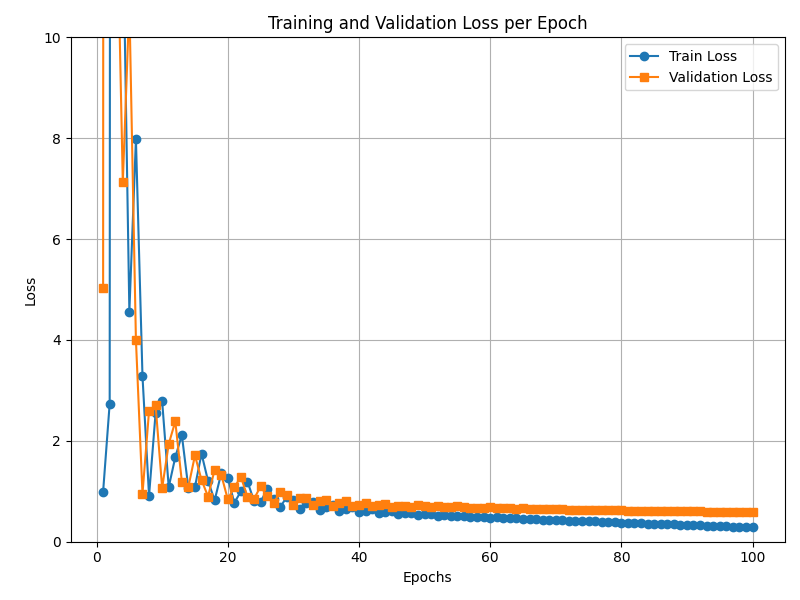 Training and Validation Loss per Epoch
Train Loss
Validation Loss
Loss
10
8
6
4
2
0
0 20 40 60 80 100
Epochs